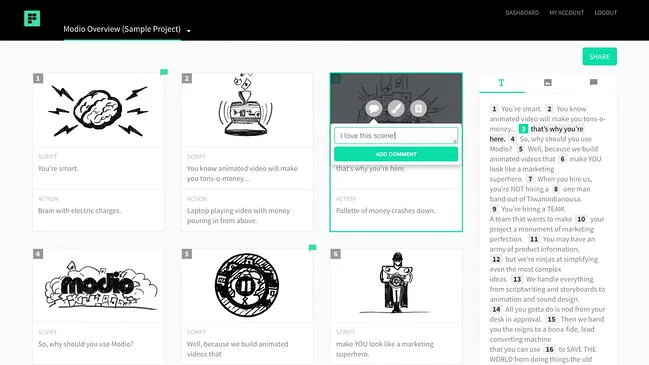 DASHBOARD MY ACCOUNT LOGOUT
Modio Overview (Sample Project)
SHARE
1
SCRIPT
You're smart.
ACTION
Brain with electric charges.
2
SCRIPT
You know animated video will make
you tons-o-money...
ACTION
Laptop playing video with money
pouring in from above.
3
I love this scene!
ADD COMMENT
that's why you're here.
ACTION
Pallette of money crashes down.
4
modio
SCRIPT
So, why should you use Modio?
5
SCRIPT
Well, because we build animated
videos that
6
SCRIPT
make YOU look like a marketing
superhero.
T
1 You're smart. 2 You know
animated video will make you tons-o-
money... 3 that's why you're
here. 4 So, why should you use
Modio? 5 Well, because we build
animated videos that 6 make YOU
look like a marketing
superhero. 7 When you hire us,
you're NOT hiring a 8 one man
band out of Tiwanindianousa.
9 You're hiring a TEAM.
A team that wants to make 10 your
project a monument of marketing
perfection. 11 You may have an
army of product information,
12 but we're ninjas at simplifying
even the most complex
ideas. 13 We handle everything
from scriptwriting and storyboards to
animation and sound design.
14 All you gotta do is nod from your
desk in approval. 15 Then we hand
you the reigns to a bona-fide, lead
converting machine
that you can use 16 to SAVE THE
WORLD from doing things the old